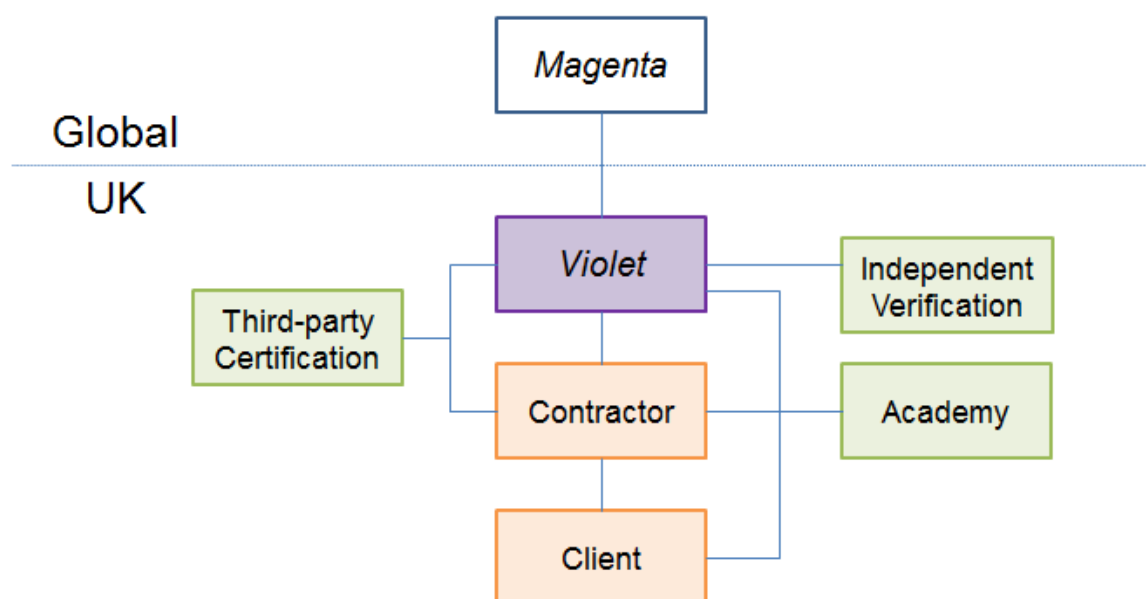 Magenta
Global
UK
Violet
Independent
Verification
Third-party
Certification
Contractor
Academy
Client